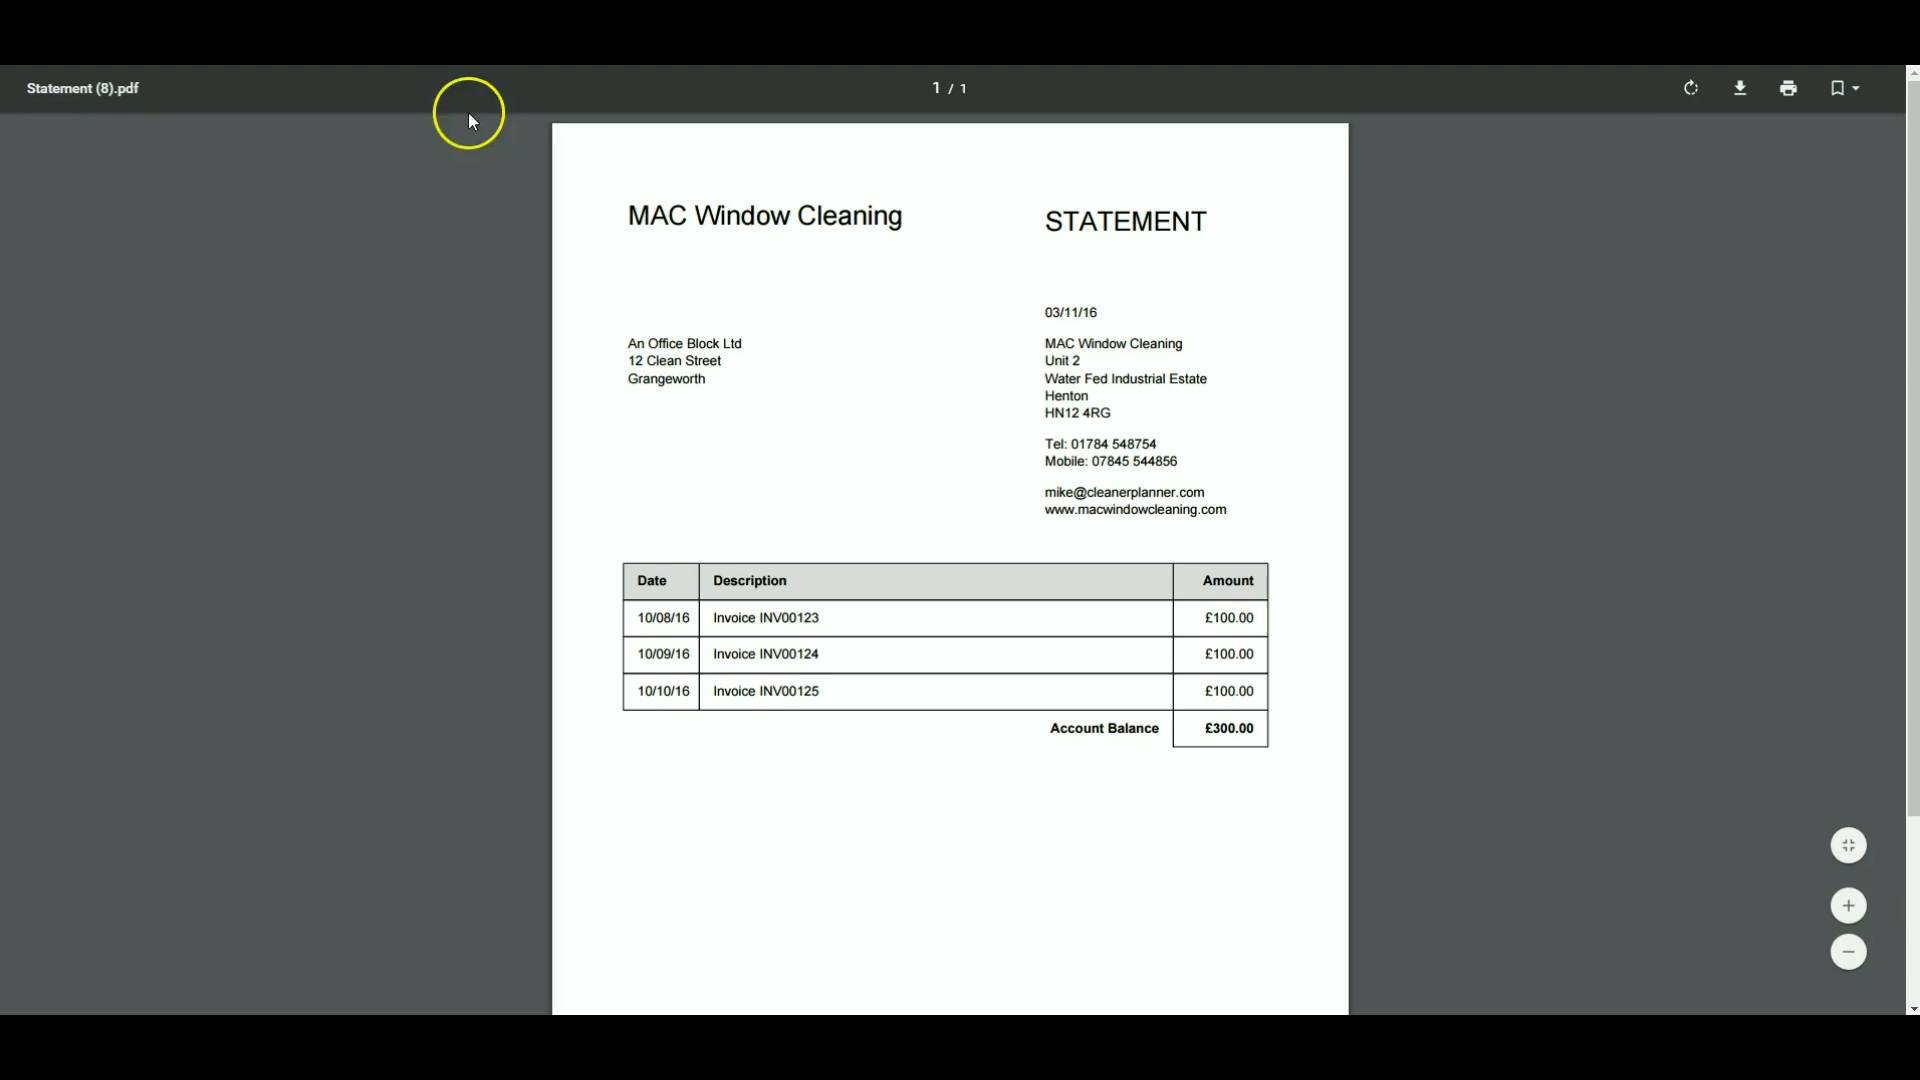 Statement (8).pdf
1 / 1
MAC Window Cleaning
STATEMENT
03/11/16
An Office Block Ltd
12 Clean Street
Grangeworth
MAC Window Cleaning
Unit 2
Water Fed Industrial Estate
Henton
HN12 4RG
Tel: 01784 548754
Mobile: 07845 544856
mike@cleanerplanner.com
www.macwindowcleaning.com
Date Description Amount
10/08/16 Invoice INV00123 £100.00
10/09/16 Invoice INV00124 £100.00
10/10/16 Invoice INV00125 £100.00
Account Balance £300.00